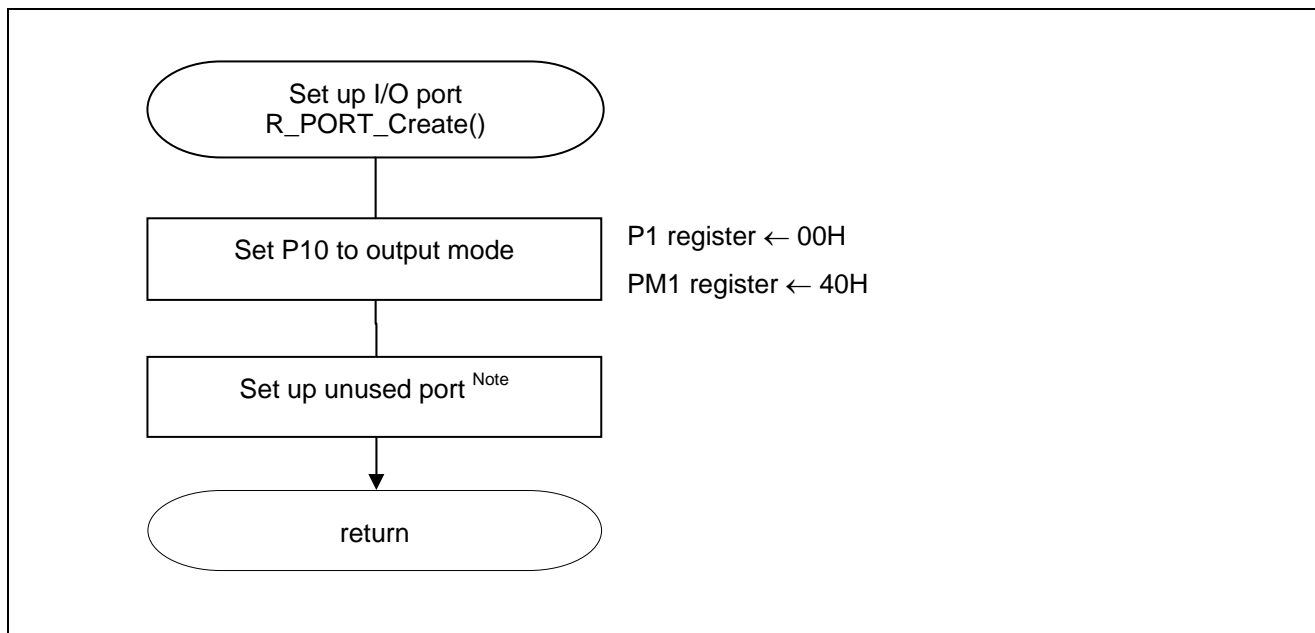 Set up I/O port
R_PORT_Create()
Set P10 to output mode
P1 register ← 00H
PM1 register ← 40H
Set up unused port Note
return